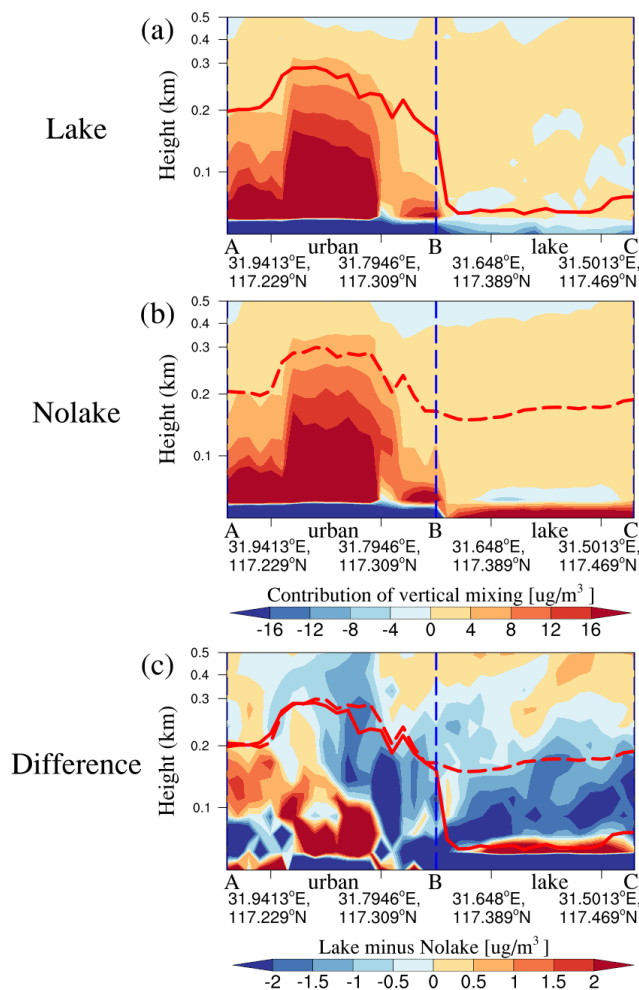 (a)
Lake
Height (km)
0.5
0.4
0.3
0.2
0.1
A urban B lake C
31.9413°E, 31.7946°E, 31.648°E, 31.5013°E,
117.229°N 117.309°N 117.389°N 117.469°N
(b)
Nolake
Height (km)
0.5
0.4
0.3
0.2
0.1
A urban B lake C
31.9413°E, 31.7946°E, 31.648°E, 31.5013°E,
117.229°N 117.309°N 117.389°N 117.469°N
Contribution of vertical mixing [ug/m³ ]
-16 -12 -8 -4 0 4 8 12 16
(c)
Difference
Height (km)
0.5
0.4
0.3
0.2
0.1
A urban B lake C
31.9413°E, 31.7946°E, 31.648°E, 31.5013°E,
117.229°N 117.309°N 117.389°N 117.469°N
Lake minus Nolake [ug/m³]
-2 -1.5 -1 -0.5 0 0.5 1 1.5 2